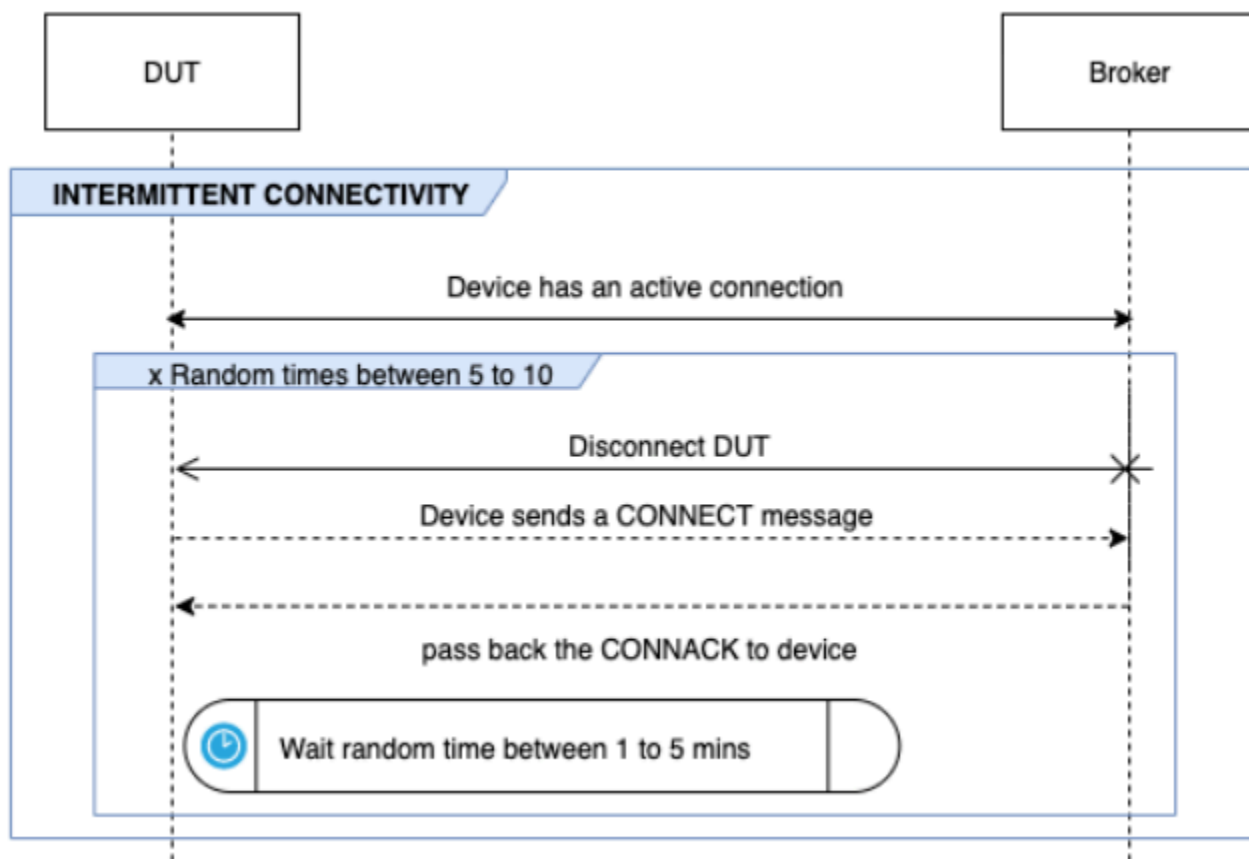 DUT
Broker
INTERMITTENT CONNECTIVITY
Device has an active connection
x Random times between 5 to 10
Disconnect DUT
Device sends a CONNECT message
pass back the CONNACK to device
Wait random time between 1 to 5 mins